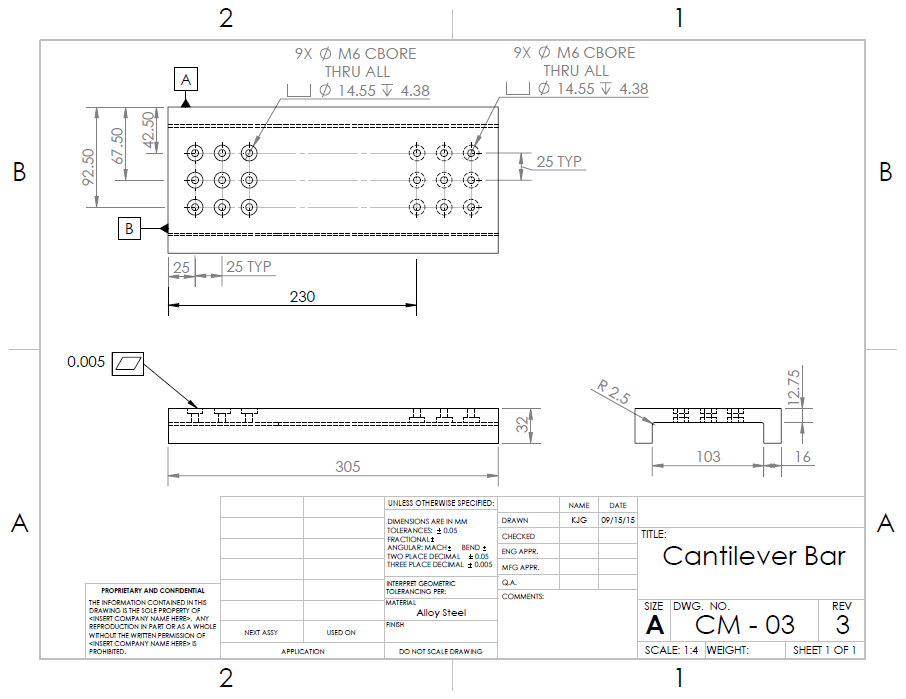 2
1
9X Ø M6 CBORE
THRU ALL
⌴ Ø 14.55 ↧ 4.38
9X Ø M6 CBORE
THRU ALL
⌴ Ø 14.55 ↧ 4.38
A
B
B
92.50
67.50
42.50
25 TYP
B
25
25 TYP
230
0.005 ⏥
32
305
R 2.5
12.75
103
16
A
A
UNLESS OTHERWISE SPECIFIED:
DIMENSIONS ARE IN MM
TOLERANCES: ± 0.05
FRACTIONAL±
ANGULAR: MACH± BEND ±
TWO PLACE DECIMAL ± 0.05
THREE PLACE DECIMAL ± 0.005
INTERPRET GEOMETRIC
TOLERANCING PER:
MATERIAL
Alloy Steel
FINISH
DO NOT SCALE DRAWING
NAME
DATE
DRAWN
KJG
09/15/15
CHECKED
ENG APPR.
MFG APPR.
Q.A.
COMMENTS:
TITLE:
Cantilever Bar
SIZE
A
DWG. NO.
CM - 03
REV
3
SCALE: 1:4
WEIGHT:
SHEET 1 OF 1
PROPRIETARY AND CONFIDENTIAL
THE INFORMATION CONTAINED IN THIS
DRAWING IS THE SOLE PROPERTY OF
<INSERT COMPANY NAME HERE>. ANY
REPRODUCTION IN PART OR AS A WHOLE
WITHOUT THE WRITTEN PERMISSION OF
<INSERT COMPANY NAME HERE> IS
PROHIBITED.
NEXT ASSY
USED ON
APPLICATION
2
1